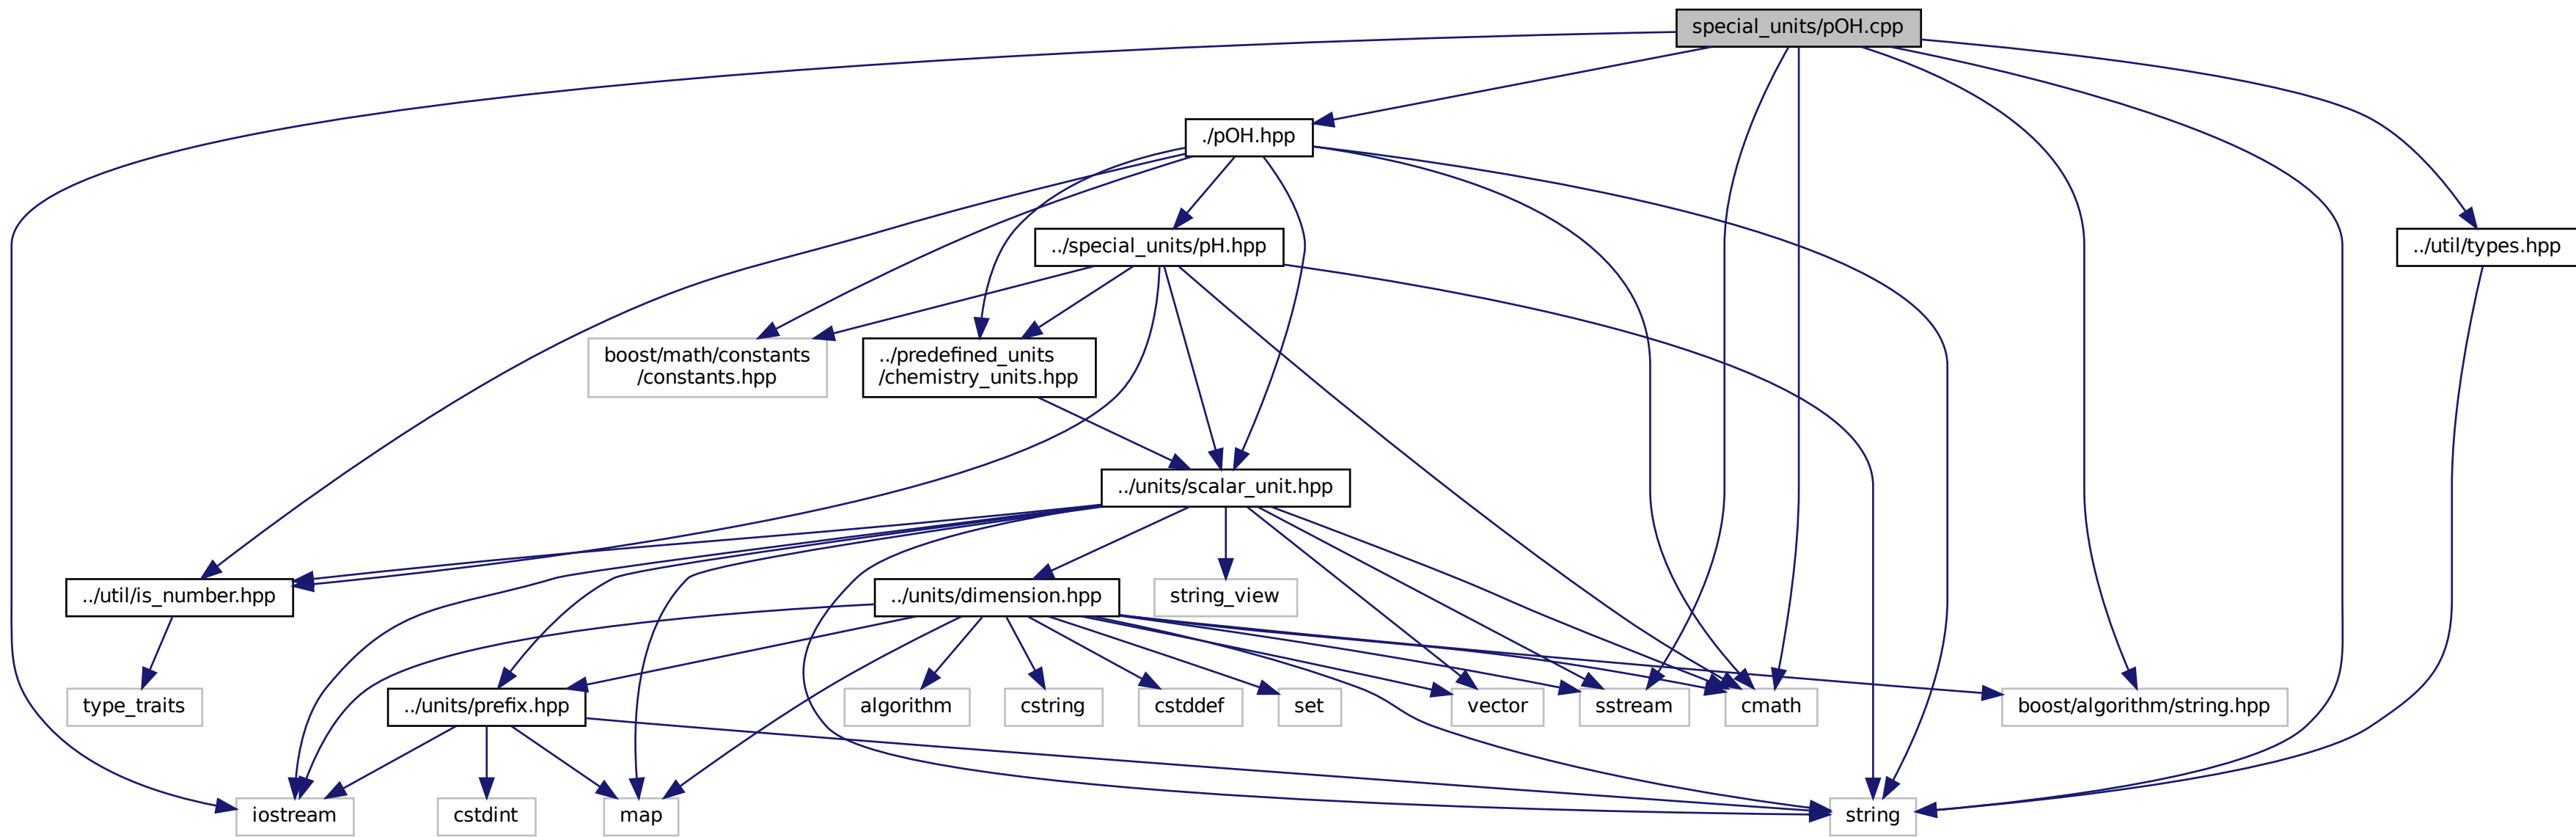 special_units/pOH.cpp
./pOH.hpp
../special_units/pH.hpp
../util/types.hpp
boost/math/constants
/constants.hpp
../predefined_units
/chemistry_units.hpp
../units/scalar_unit.hpp
../util/is_number.hpp
../units/dimension.hpp
string_view
type_traits
../units/prefix.hpp
algorithm
cstring
cstddef
set
vector
sstream
cmath
boost/algorithm/string.hpp
iostream
cstdint
map
string